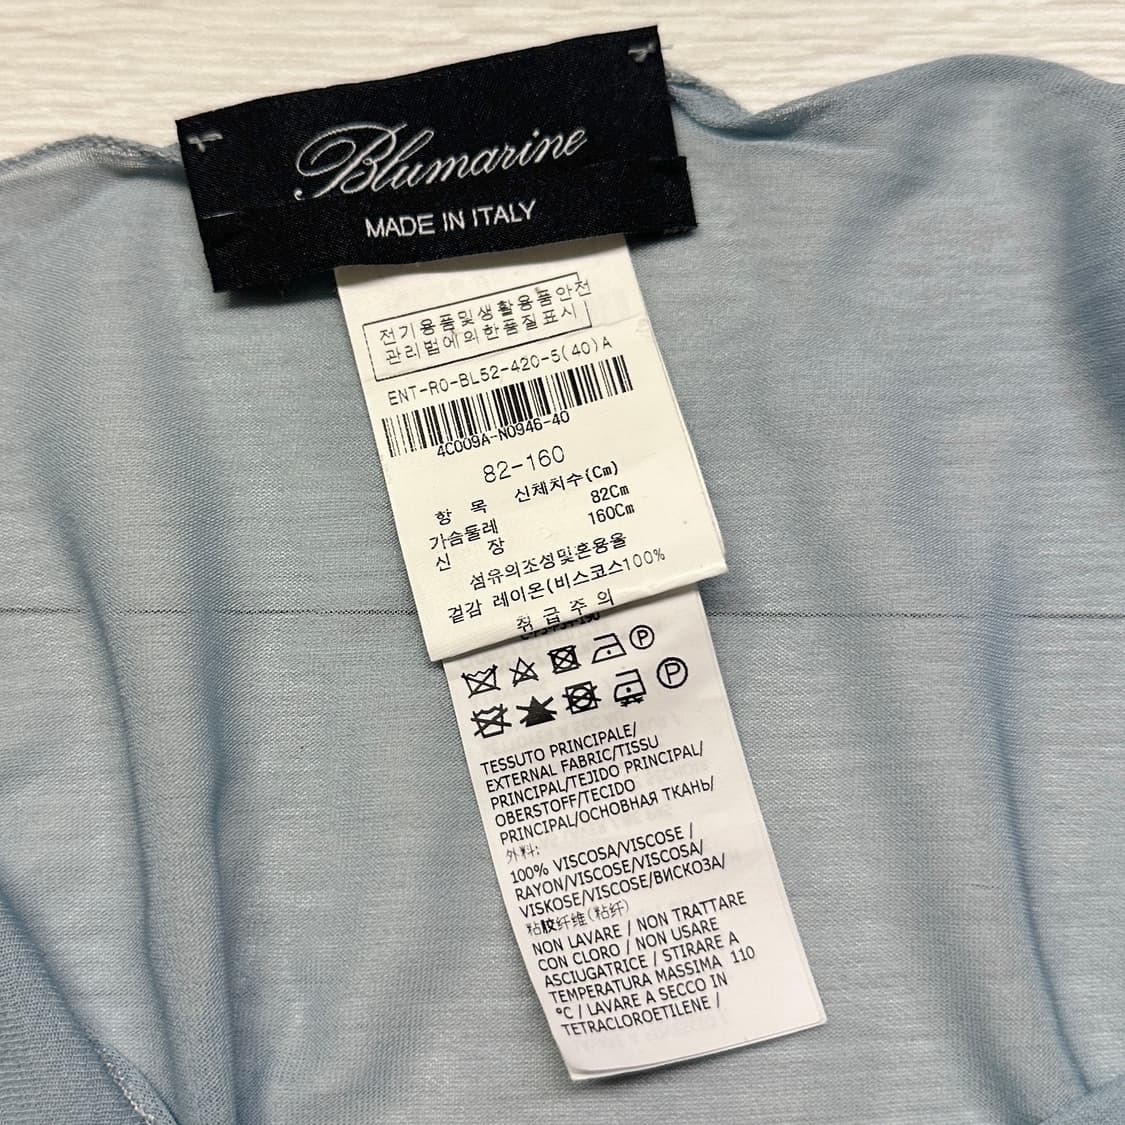 Blumarine
MADE IN ITALY
전기용품및생활용품안전
관리법에의한품질표시
ENT-RO-BL52-420-5(40)A
4C009A-N0946-40
82-160
항 목 신체치수(Cm)
가슴둘레 82Cm
신 장 160Cm
섬유의조성및혼용율
겉감 레이온(비스코스100%
취급주의
P
P
TESSUTO PRINCIPALE/
EXTERNAL FABRIC/TISSU
PRINCIPAL/TEJIDO PRINCIPAL/
OBERSTOFF/TECIDO
PRINCIPAL/ОСНОВНАЯ ТКАНЬ/
外料:
100% VISCOSA/VISCOSE /
RAYON/VISCOSE/VISCOSA/
VISKOSE/VISCOSE/ВИСКОЗА/
粘胶纤维(粘纤)
NON LAVARE / NON TRATTARE
CON CLORO / NON USARE
ASCIUGATRICE / STIRARE A
TEMPERATURA MASSIMA 110
°C / LAVARE A SECCO IN
TETRACLOROETILENE /